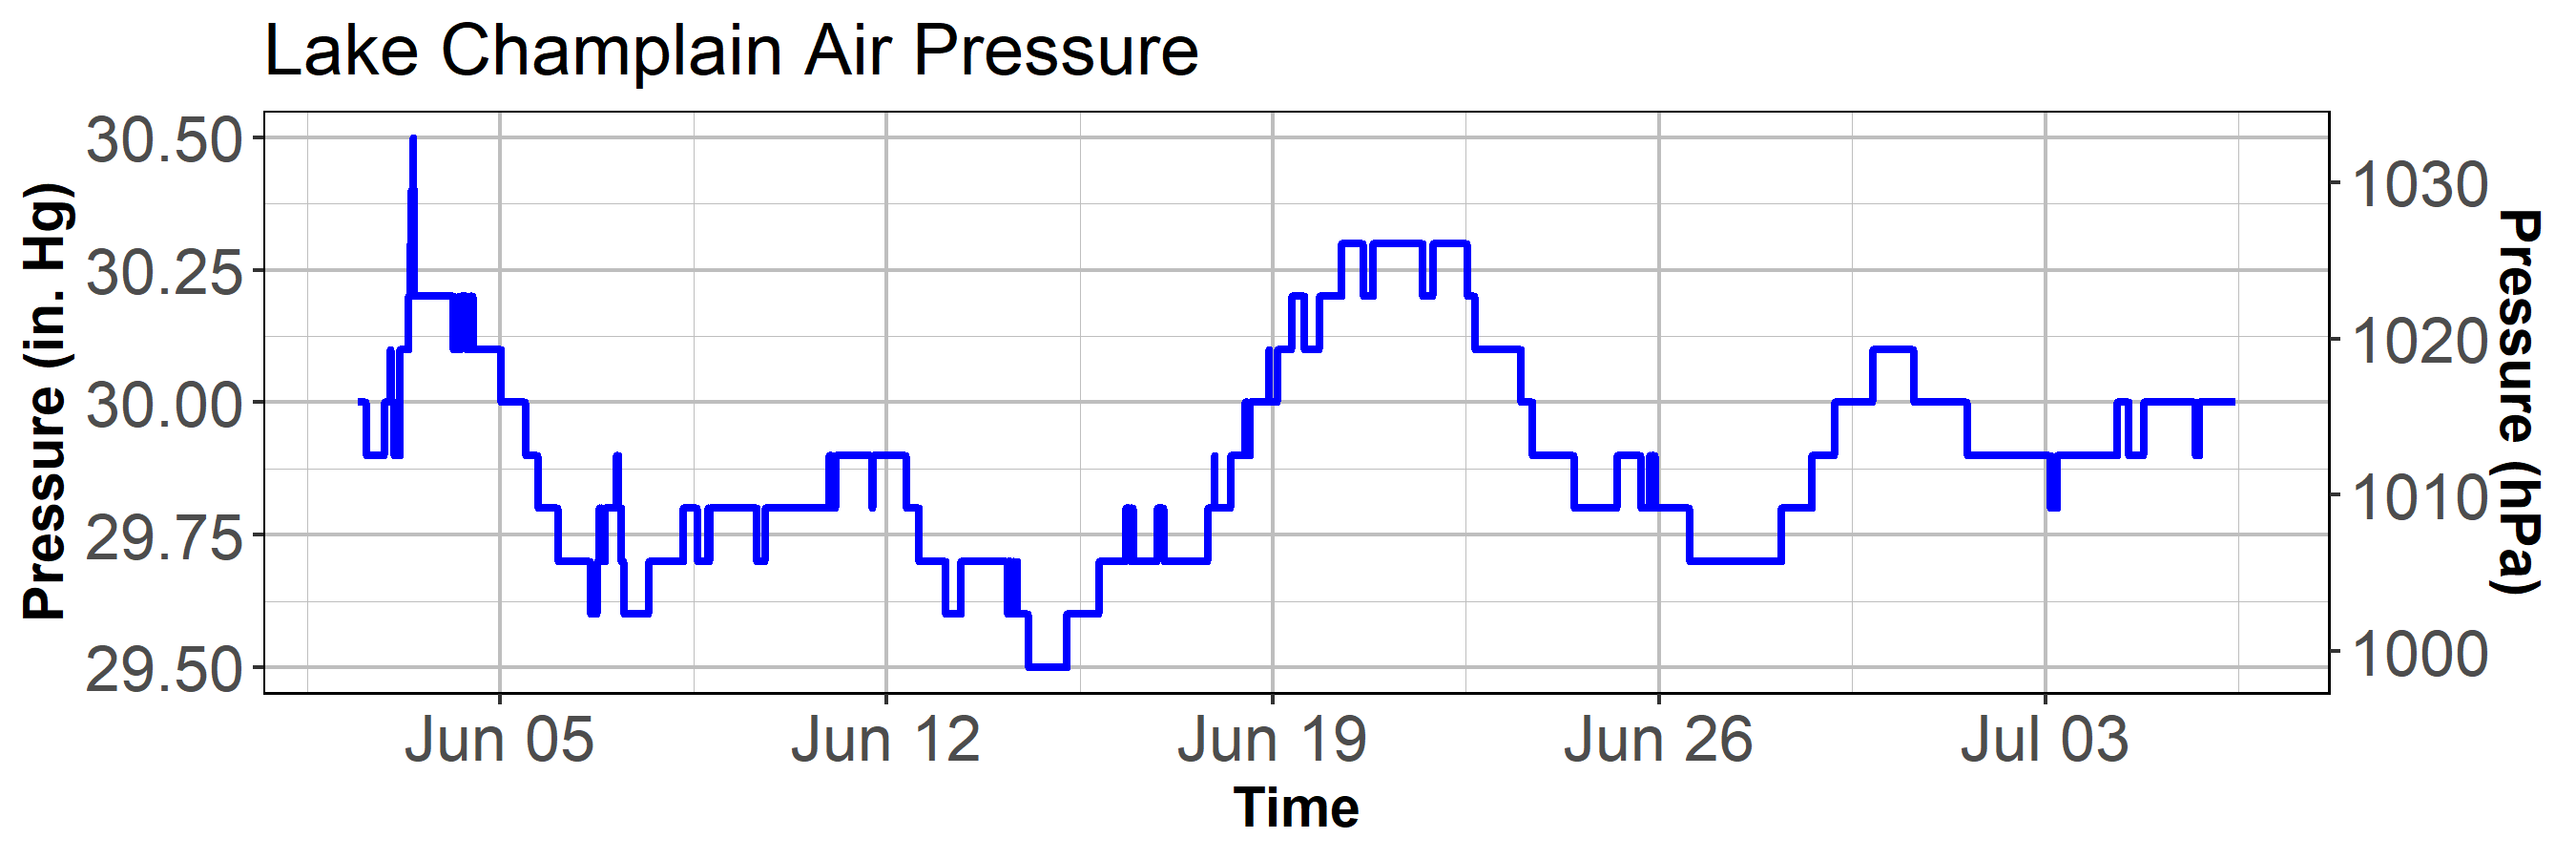 Lake Champlain Air Pressure
Pressure (in. Hg)
30.50
30.25
30.00
29.75
29.50
1030
1020
1010
1000
Pressure (hPa)
Jun 05 Jun 12 Jun 19 Jun 26 Jul 03
Time